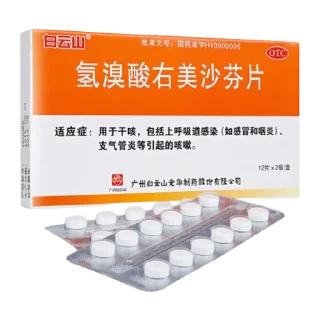 白云山
批准文号：国药准字H10900095
OTC
氢溴酸右美沙芬片
适应症：用于干咳，包括上呼吸道感染（如感冒和咽炎）、
支气管炎等引起的咳嗽。
12片×2板/盒
广州白云山光华制药股份有限公司